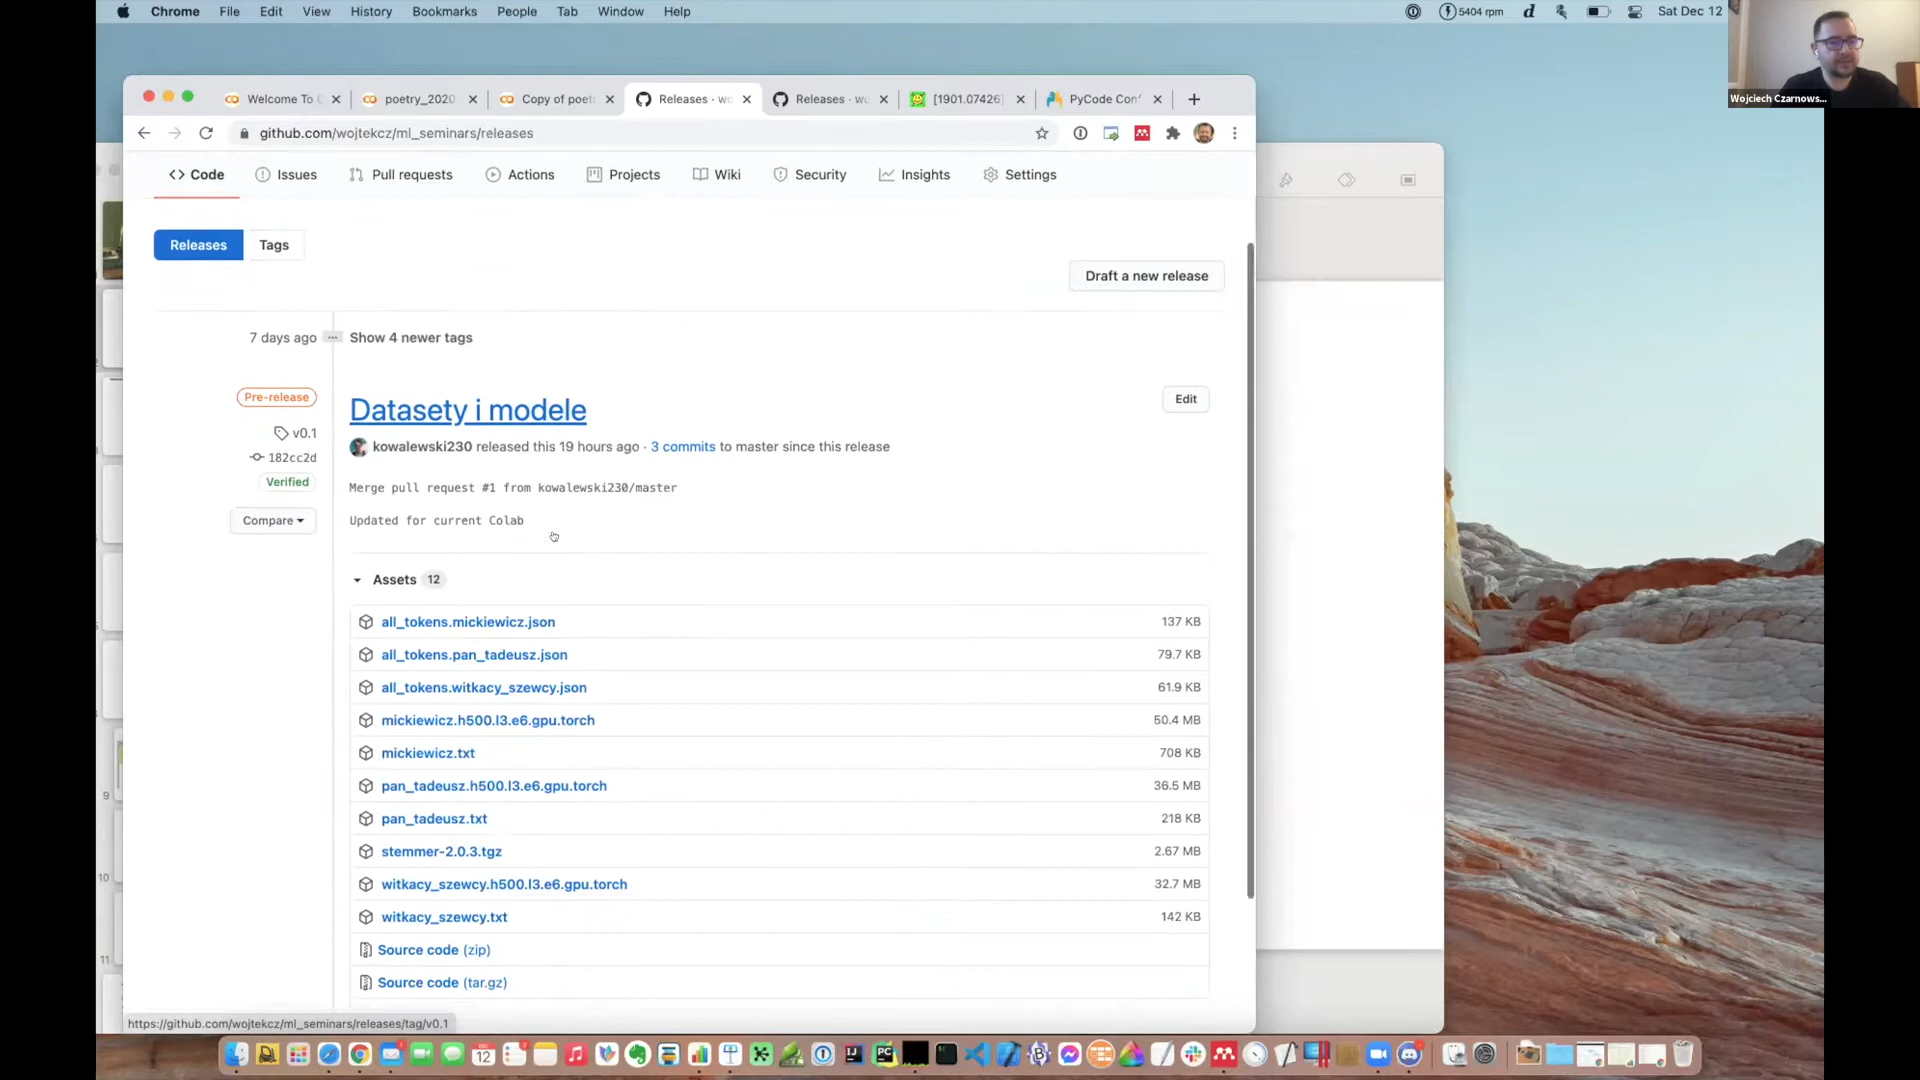 Chrome File Edit View History Bookmarks People Tab Window Help
5404 rpm
Sat Dec 12
Wojciech Czarnows...
Welcome To
poetry_2020
Copy of poet
Releases · wo
Releases · wo
[1901.07426]
PyCode Conf
github.com/wojtekcz/ml_seminars/releases
<> Code Issues Pull requests Actions Projects Wiki Security Insights Settings
Releases Tags
Draft a new release
7 days ago ... Show 4 newer tags
Pre-release
Datasety i modele
Edit
v0.1
kowalewski230 released this 19 hours ago · 3 commits to master since this release
182cc2d
Verified
Merge pull request #1 from kowalewski230/master
Compare
Updated for current Colab
Assets 12
all_tokens.mickiewicz.json 137 KB
all_tokens.pan_tadeusz.json 79.7 KB
all_tokens.witkacy_szewcy.json 61.9 KB
mickiewicz.h500.l3.e6.gpu.torch 50.4 MB
mickiewicz.txt 708 KB
pan_tadeusz.h500.l3.e6.gpu.torch 36.5 MB
pan_tadeusz.txt 218 KB
stemmer-2.0.3.tgz 2.67 MB
witkacy_szewcy.h500.l3.e6.gpu.torch 32.7 MB
witkacy_szewcy.txt 142 KB
Source code (zip)
Source code (tar.gz)
9
10
11
https://github.com/wojtekcz/ml_seminars/releases/tag/v0.1